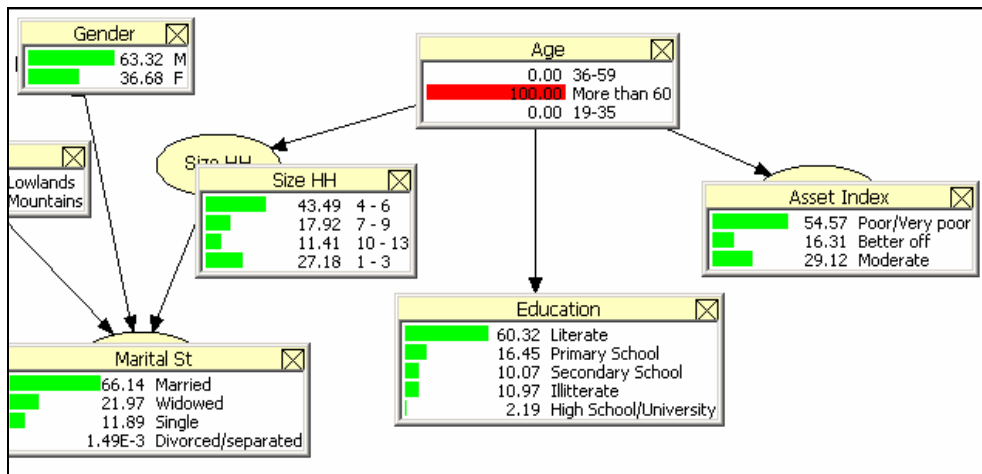 Gender
63.32 M
36.68 F
Age
0.00 36-59
100.00 More than 60
0.00 19-35
Lowlands
Mountains
Size HH
Size HH
43.49 4 - 6
17.92 7 - 9
11.41 10 - 13
27.18 1 - 3
Asset Index
54.57 Poor/Very poor
16.31 Better off
29.12 Moderate
Education
60.32 Literate
16.45 Primary School
10.07 Secondary School
10.97 Illitterate
2.19 High School/University
Marital St
66.14 Married
21.97 Widowed
11.89 Single
1.49E-3 Divorced/separated